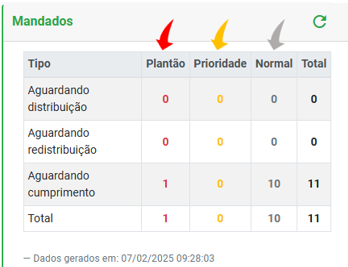 Mandados
Tipo Plantão Prioridade Normal Total
Aguardando
distribuição 0 0 0 0
Aguardando
redistribuição 0 0 0 0
Aguardando
cumprimento 1 0 10 11
Total 1 0 10 11
— Dados gerados em: 07/02/2025 09:28:03